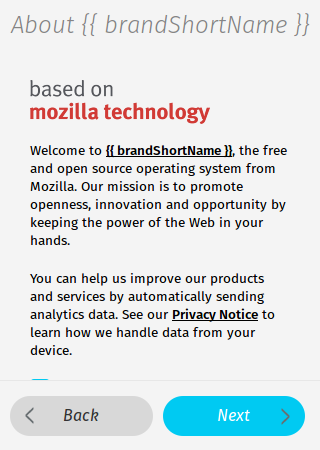 About {{ brandShortName }}
based on
mozilla technology
Welcome to {{ brandShortName }}, the free
and open source operating system from
Mozilla. Our mission is to promote
openness, innovation and opportunity by
keeping the power of the Web in your
hands.
You can help us improve our products
and services by automatically sending
analytics data. See our Privacy Notice to
learn how we handle data from your
device.
Back
Next